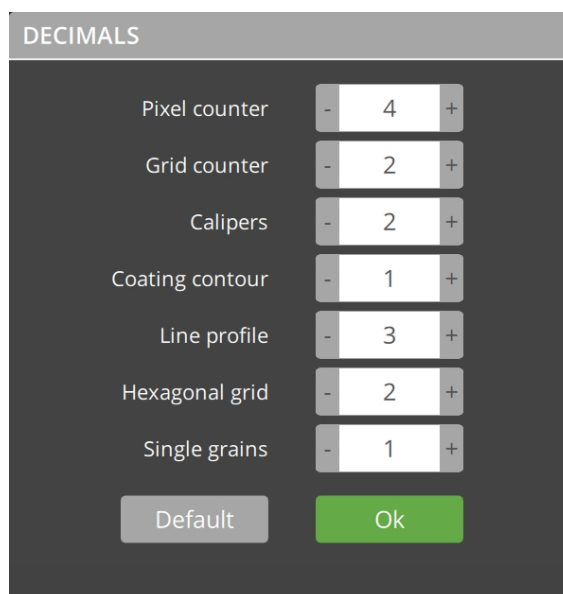 DECIMALS
Pixel counter - 4 +
Grid counter - 2 +
Calipers - 2 +
Coating contour - 1 +
Line profile - 3 +
Hexagonal grid - 2 +
Single grains - 1 +
Default Ok